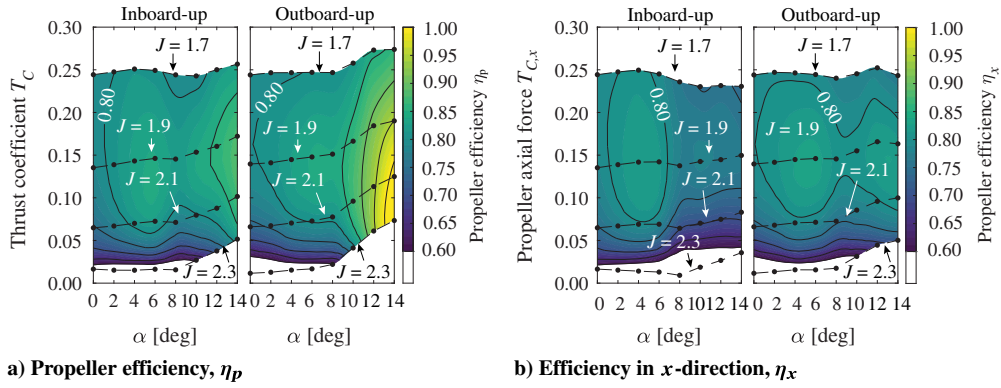 Inboard-up
Outboard-up
Thrust coefficient T_C
0.30
0.25
0.20
0.15
0.10
0.05
0.00
J = 1.7
0.80
J = 1.9
J = 2.1
0.80
J = 1.9
J = 2.1
J = 2.3
0 2 4 6 8 10 12 14
0 2 4 6 8 10 12 14
α [deg]
α [deg]
1.00
0.95
0.90
0.85
0.80
0.75
0.70
0.65
0.60
Propeller efficiency η_p
a) Propeller efficiency, η_p
Inboard-up
Outboard-up
Propeller axial force T_{C,x}
0.30
0.25
0.20
0.15
0.10
0.05
0.00
J = 1.7
0.80
J = 1.9
J = 2.1
J = 2.3
0.80
J = 1.9
J = 2.1
J = 2.3
0 2 4 6 8 10 12 14
0 2 4 6 8 10 12 14
α [deg]
α [deg]
1.00
0.95
0.90
0.85
0.80
0.75
0.70
0.65
0.60
Propeller efficiency η_x
b) Efficiency in x-direction, η_x
J = 1.7
J = 1.7